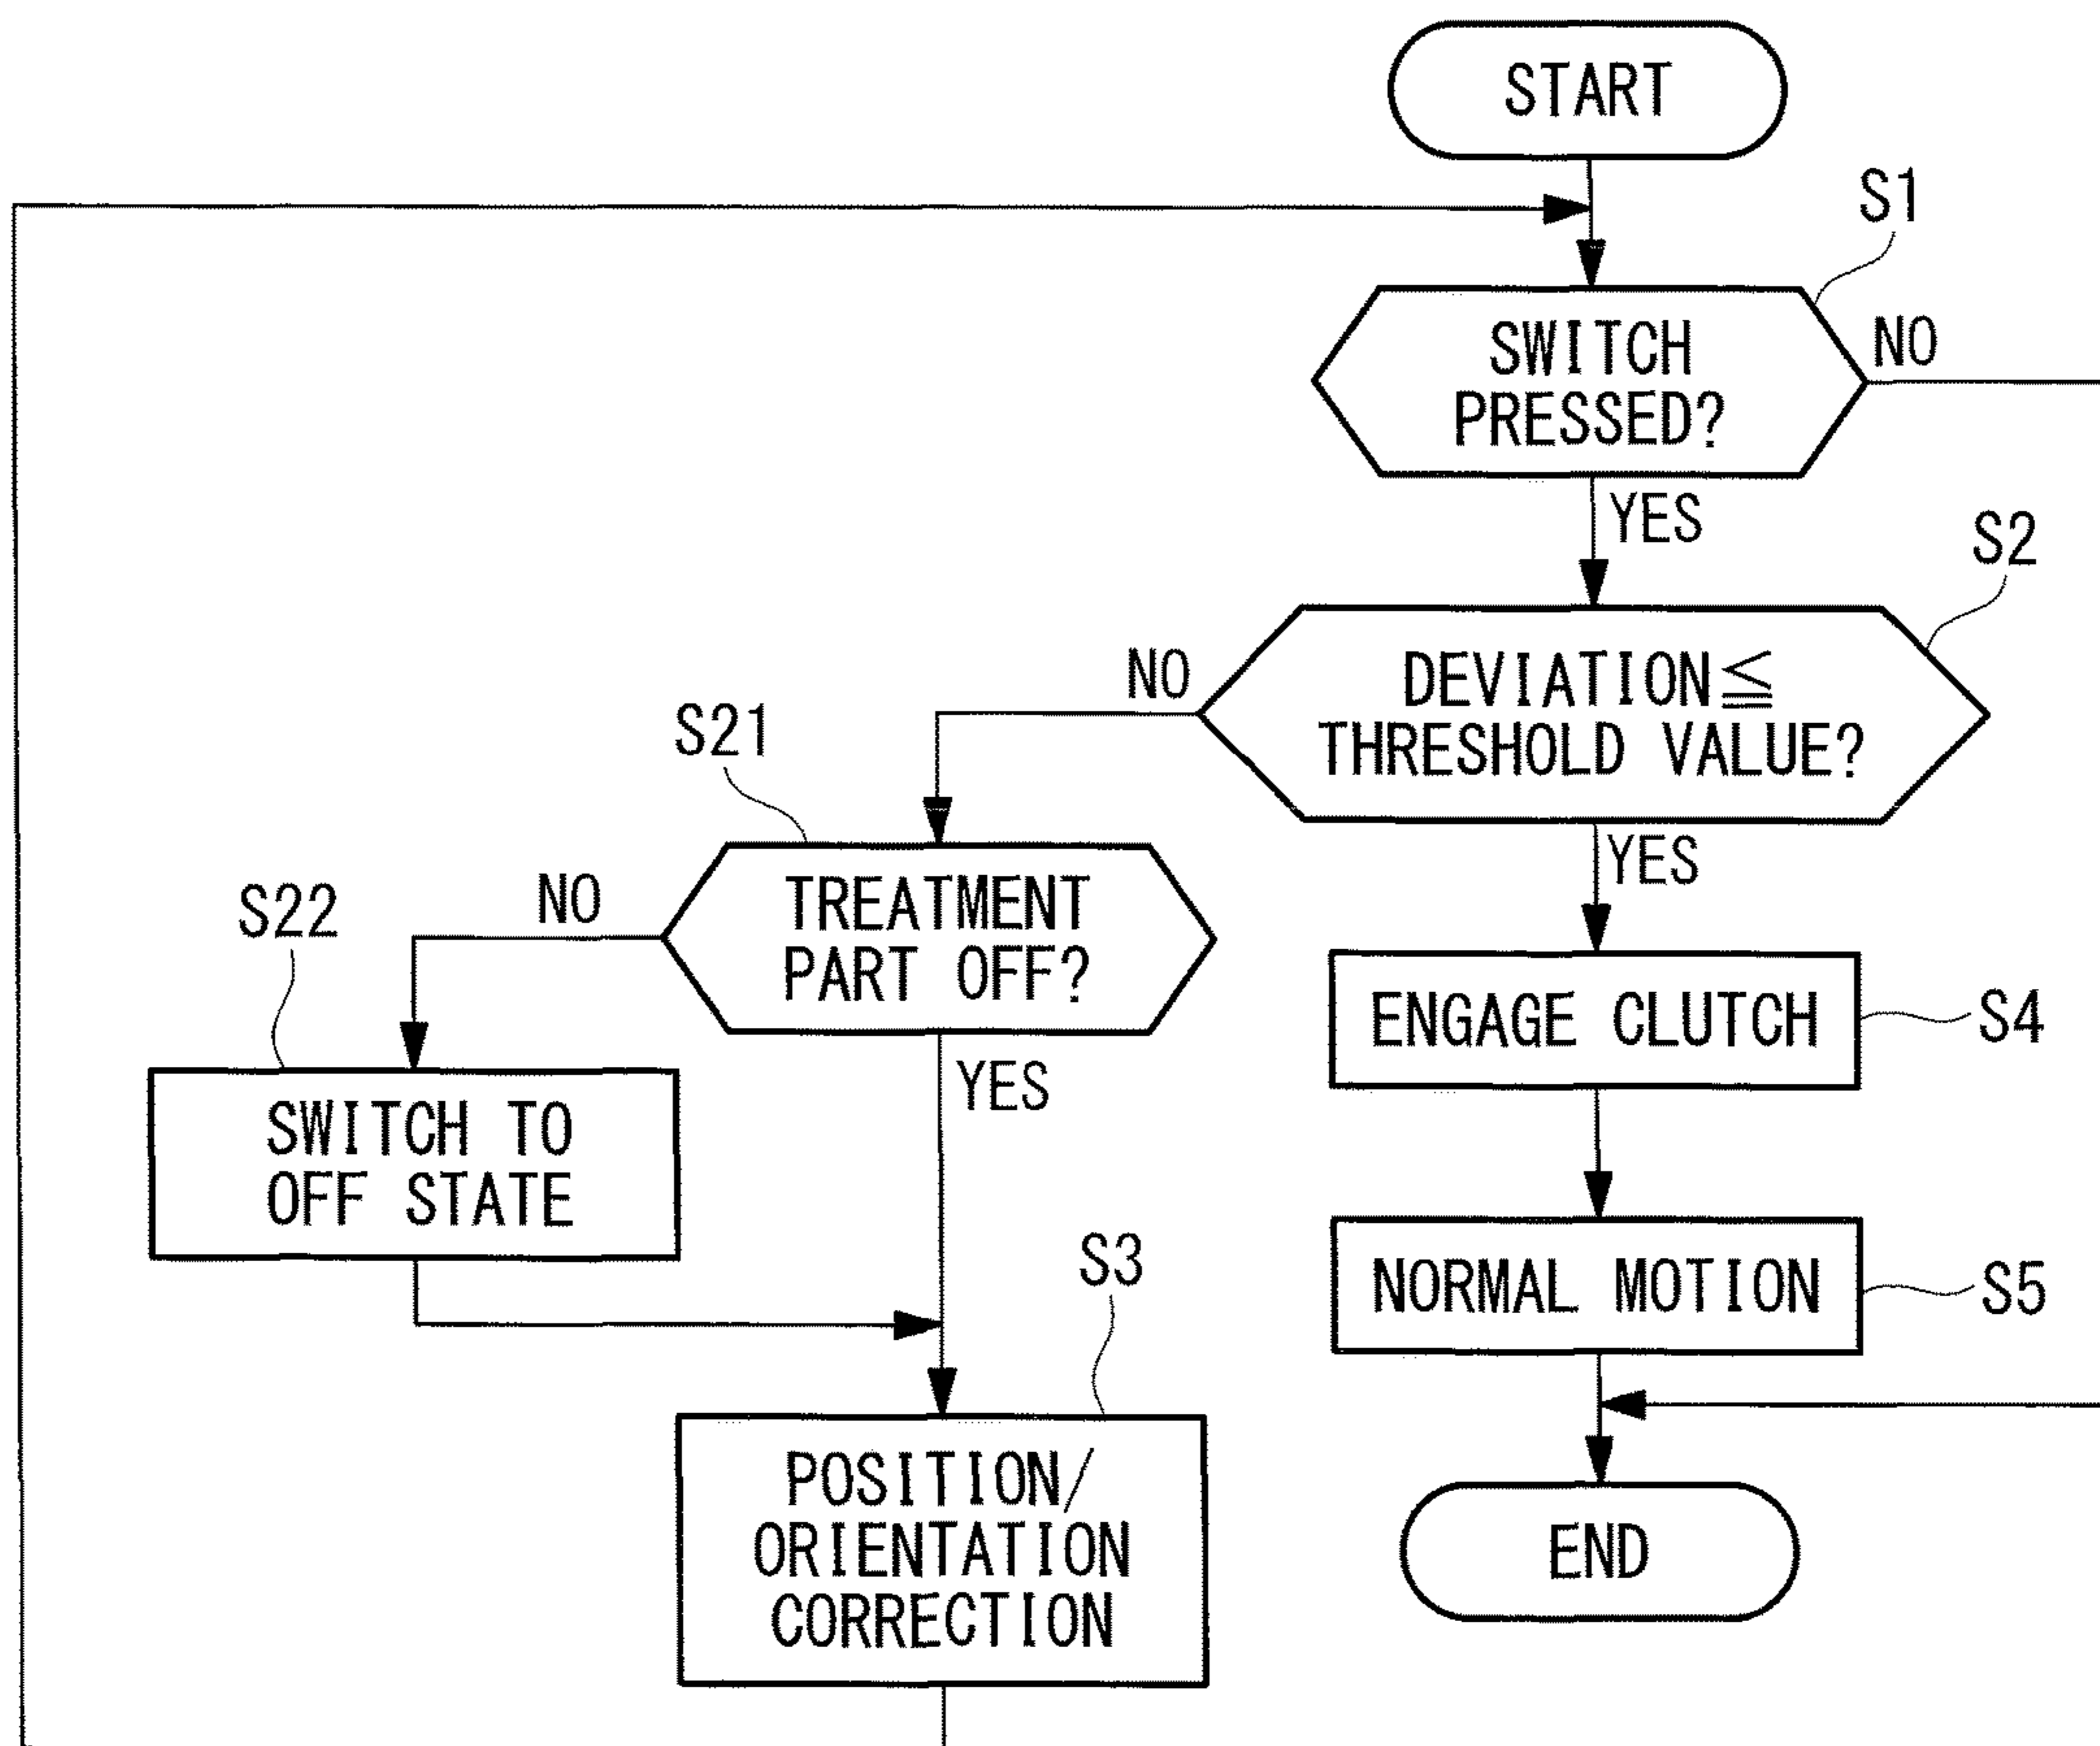 START
S1
SWITCH
PRESSED?
NO
YES
S2
DEVIATION≦
THRESHOLD VALUE?
NO
YES
S21
TREATMENT
PART OFF?
NO
YES
S22
SWITCH TO
OFF STATE
ENGAGE CLUTCH
S4
NORMAL MOTION
S5
S3
POSITION/
ORIENTATION
CORRECTION
END